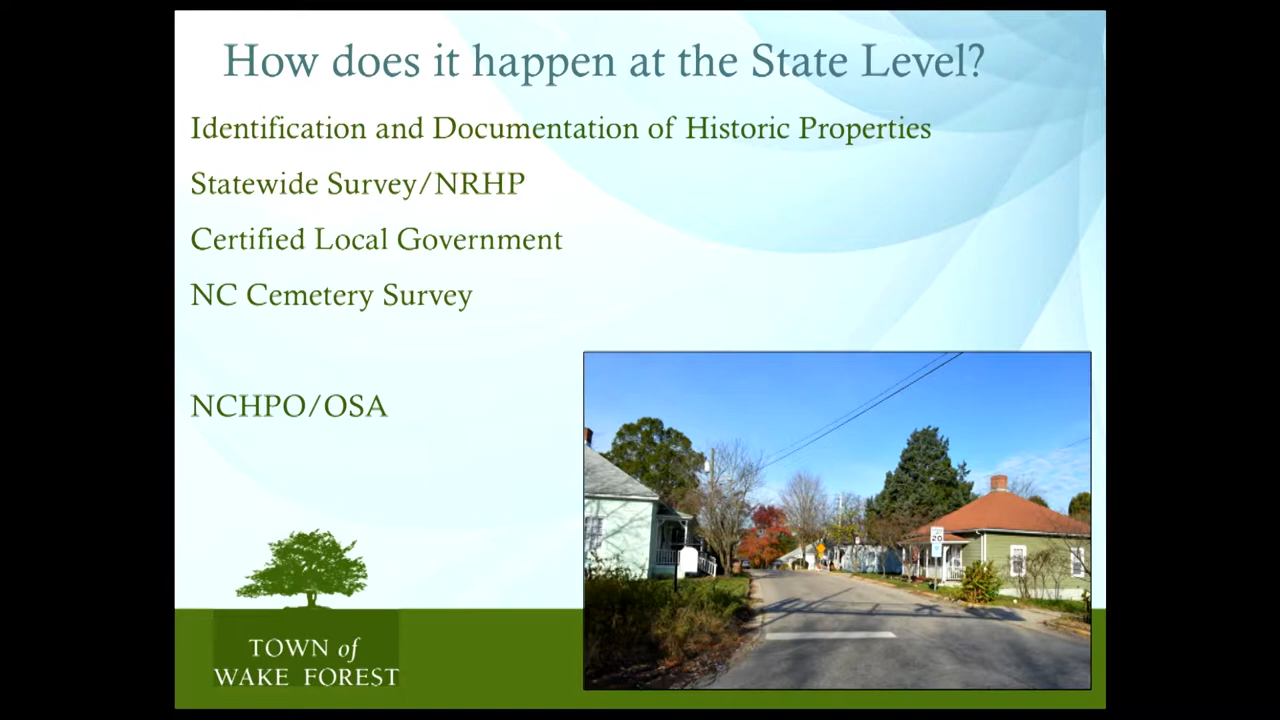 How does it happen at the State Level?
Identification and Documentation of Historic Properties
Statewide Survey/NRHP
Certified Local Government
NC Cemetery Survey
NCHPO/OSA
20
TOWN of
WAKE FOREST